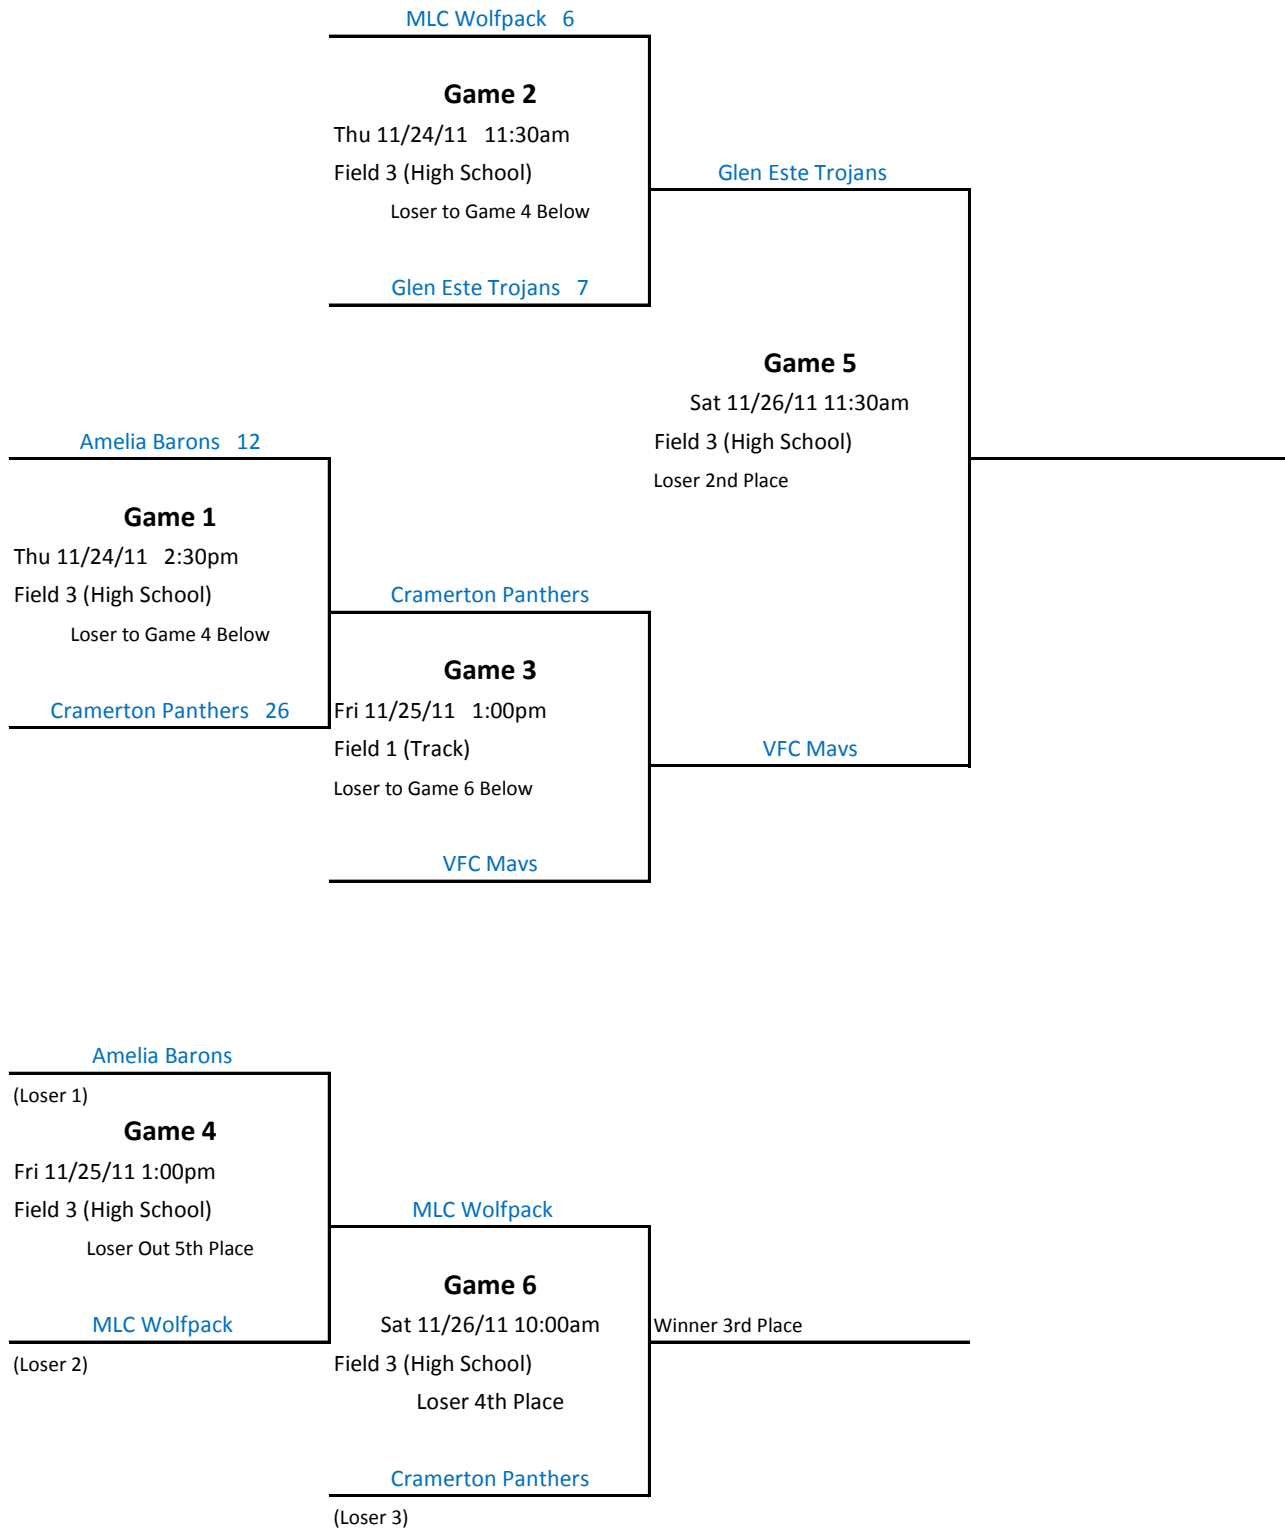 MLC Wolfpack 6
Game 2
Thu 11/24/11 11:30am
Field 3 (High School)
Glen Este Trojans
Loser to Game 4 Below
Glen Este Trojans 7
Game 5
Sat 11/26/11 11:30am
Amelia Barons 12
Field 3 (High School)
Loser 2nd Place
Game 1
Thu 11/24/11 2:30pm
Field 3 (High School)
Cramerton Panthers
Loser to Game 4 Below
Game 3
Cramerton Panthers 26
Fri 11/25/11 1:00pm
Field 1 (Track)
VFC Mavs
Loser to Game 6 Below
VFC Mavs
Amelia Barons
(Loser 1)
Game 4
Fri 11/25/11 1:00pm
Field 3 (High School)
MLC Wolfpack
Loser Out 5th Place
Game 6
MLC Wolfpack
Sat 11/26/11 10:00am
Winner 3rd Place
(Loser 2)
Field 3 (High School)
Loser 4th Place
Cramerton Panthers
(Loser 3)